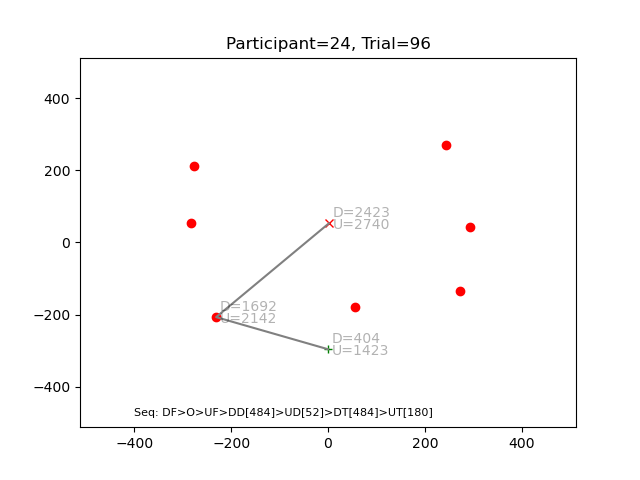 Participant=24, Trial=96
400
200
0
−200
−400
D=2423
U=2740
D=1692
U=2142
D=404
U=1423
Seq: DF>O>UF>DD[484]>UD[52]>DT[484]>UT[180]
−400
−200
0
200
400